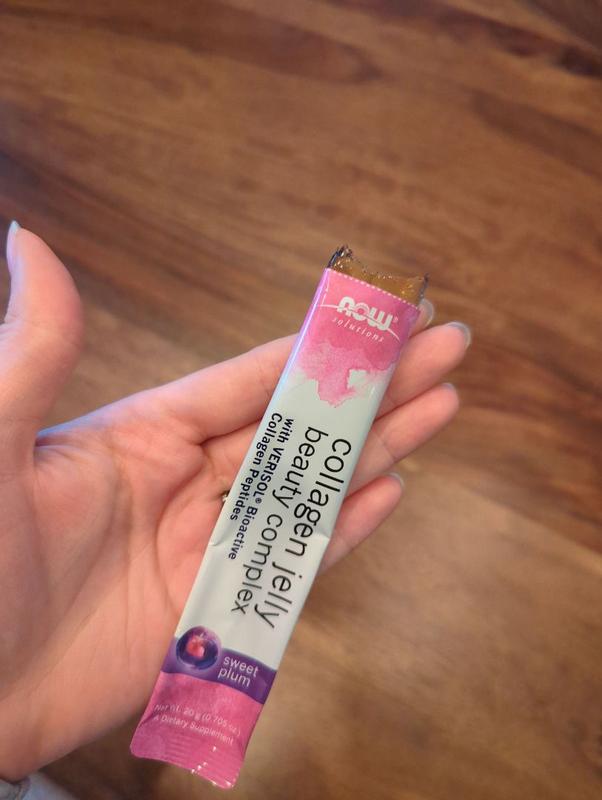 now®
solutions
collagen jelly
beauty complex
with VERISOL® Bioactive
Collagen Peptides
sweet
plum
Net wt. 20 g (0.705 oz.)
A Dietary Supplement